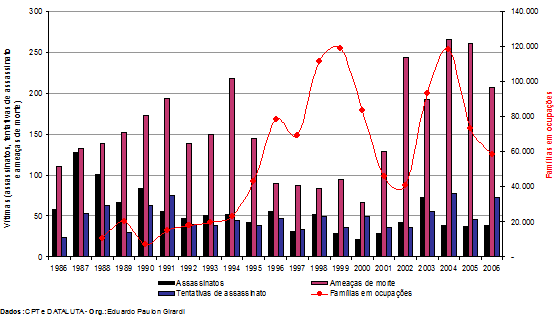 300
250
200
150
100
50
0
140.000
120.000
100.000
80.000
60.000
40.000
20.000
-
Vítimas (assassinatos, tentativas de assassinato
e ameaças de morte)
Famílias em ocupações
1986 1987 1988 1989 1990 1991 1992 1993 1994 1995 1996 1997 1998 1999 2000 2001 2002 2003 2004 2005 2006
Assassinatos Ameaças de morte
Tentativas de assassinato Famílias em ocupações
Dados: CPT e DATALUTA - Org.: Eduardo Paulon Girardi